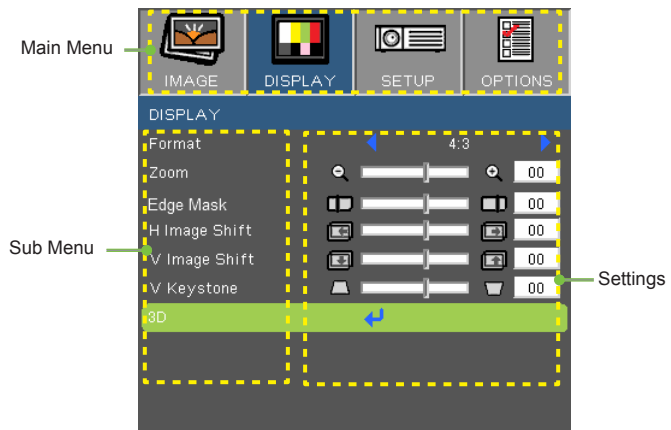 Main Menu
IMAGE DISPLAY SETUP OPTIONS
DISPLAY
Format 4:3
Zoom 00
Edge Mask 00
H Image Shift 00
Sub Menu
V Image Shift 00
Settings
V Keystone 00
3D